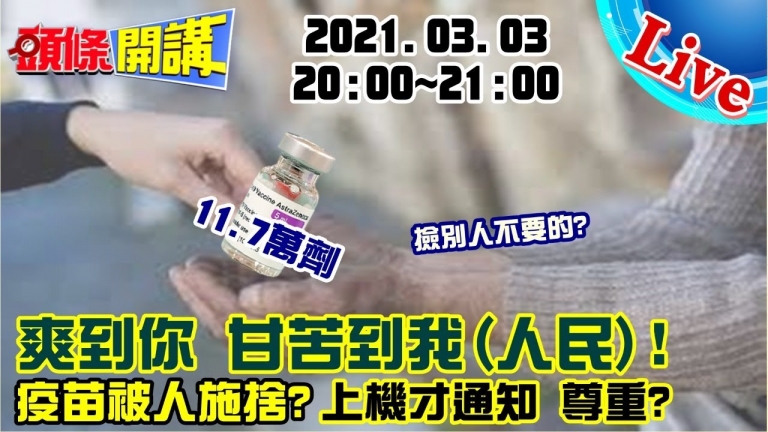 頭條開講
2021.03.03
20:00~21:00
Live
Vaccine AstraZeneca
11.7萬劑
撿別人不要的?
爽到你 甘苦到我(人民)!
疫苗被人施捨?上機才通知 尊重?